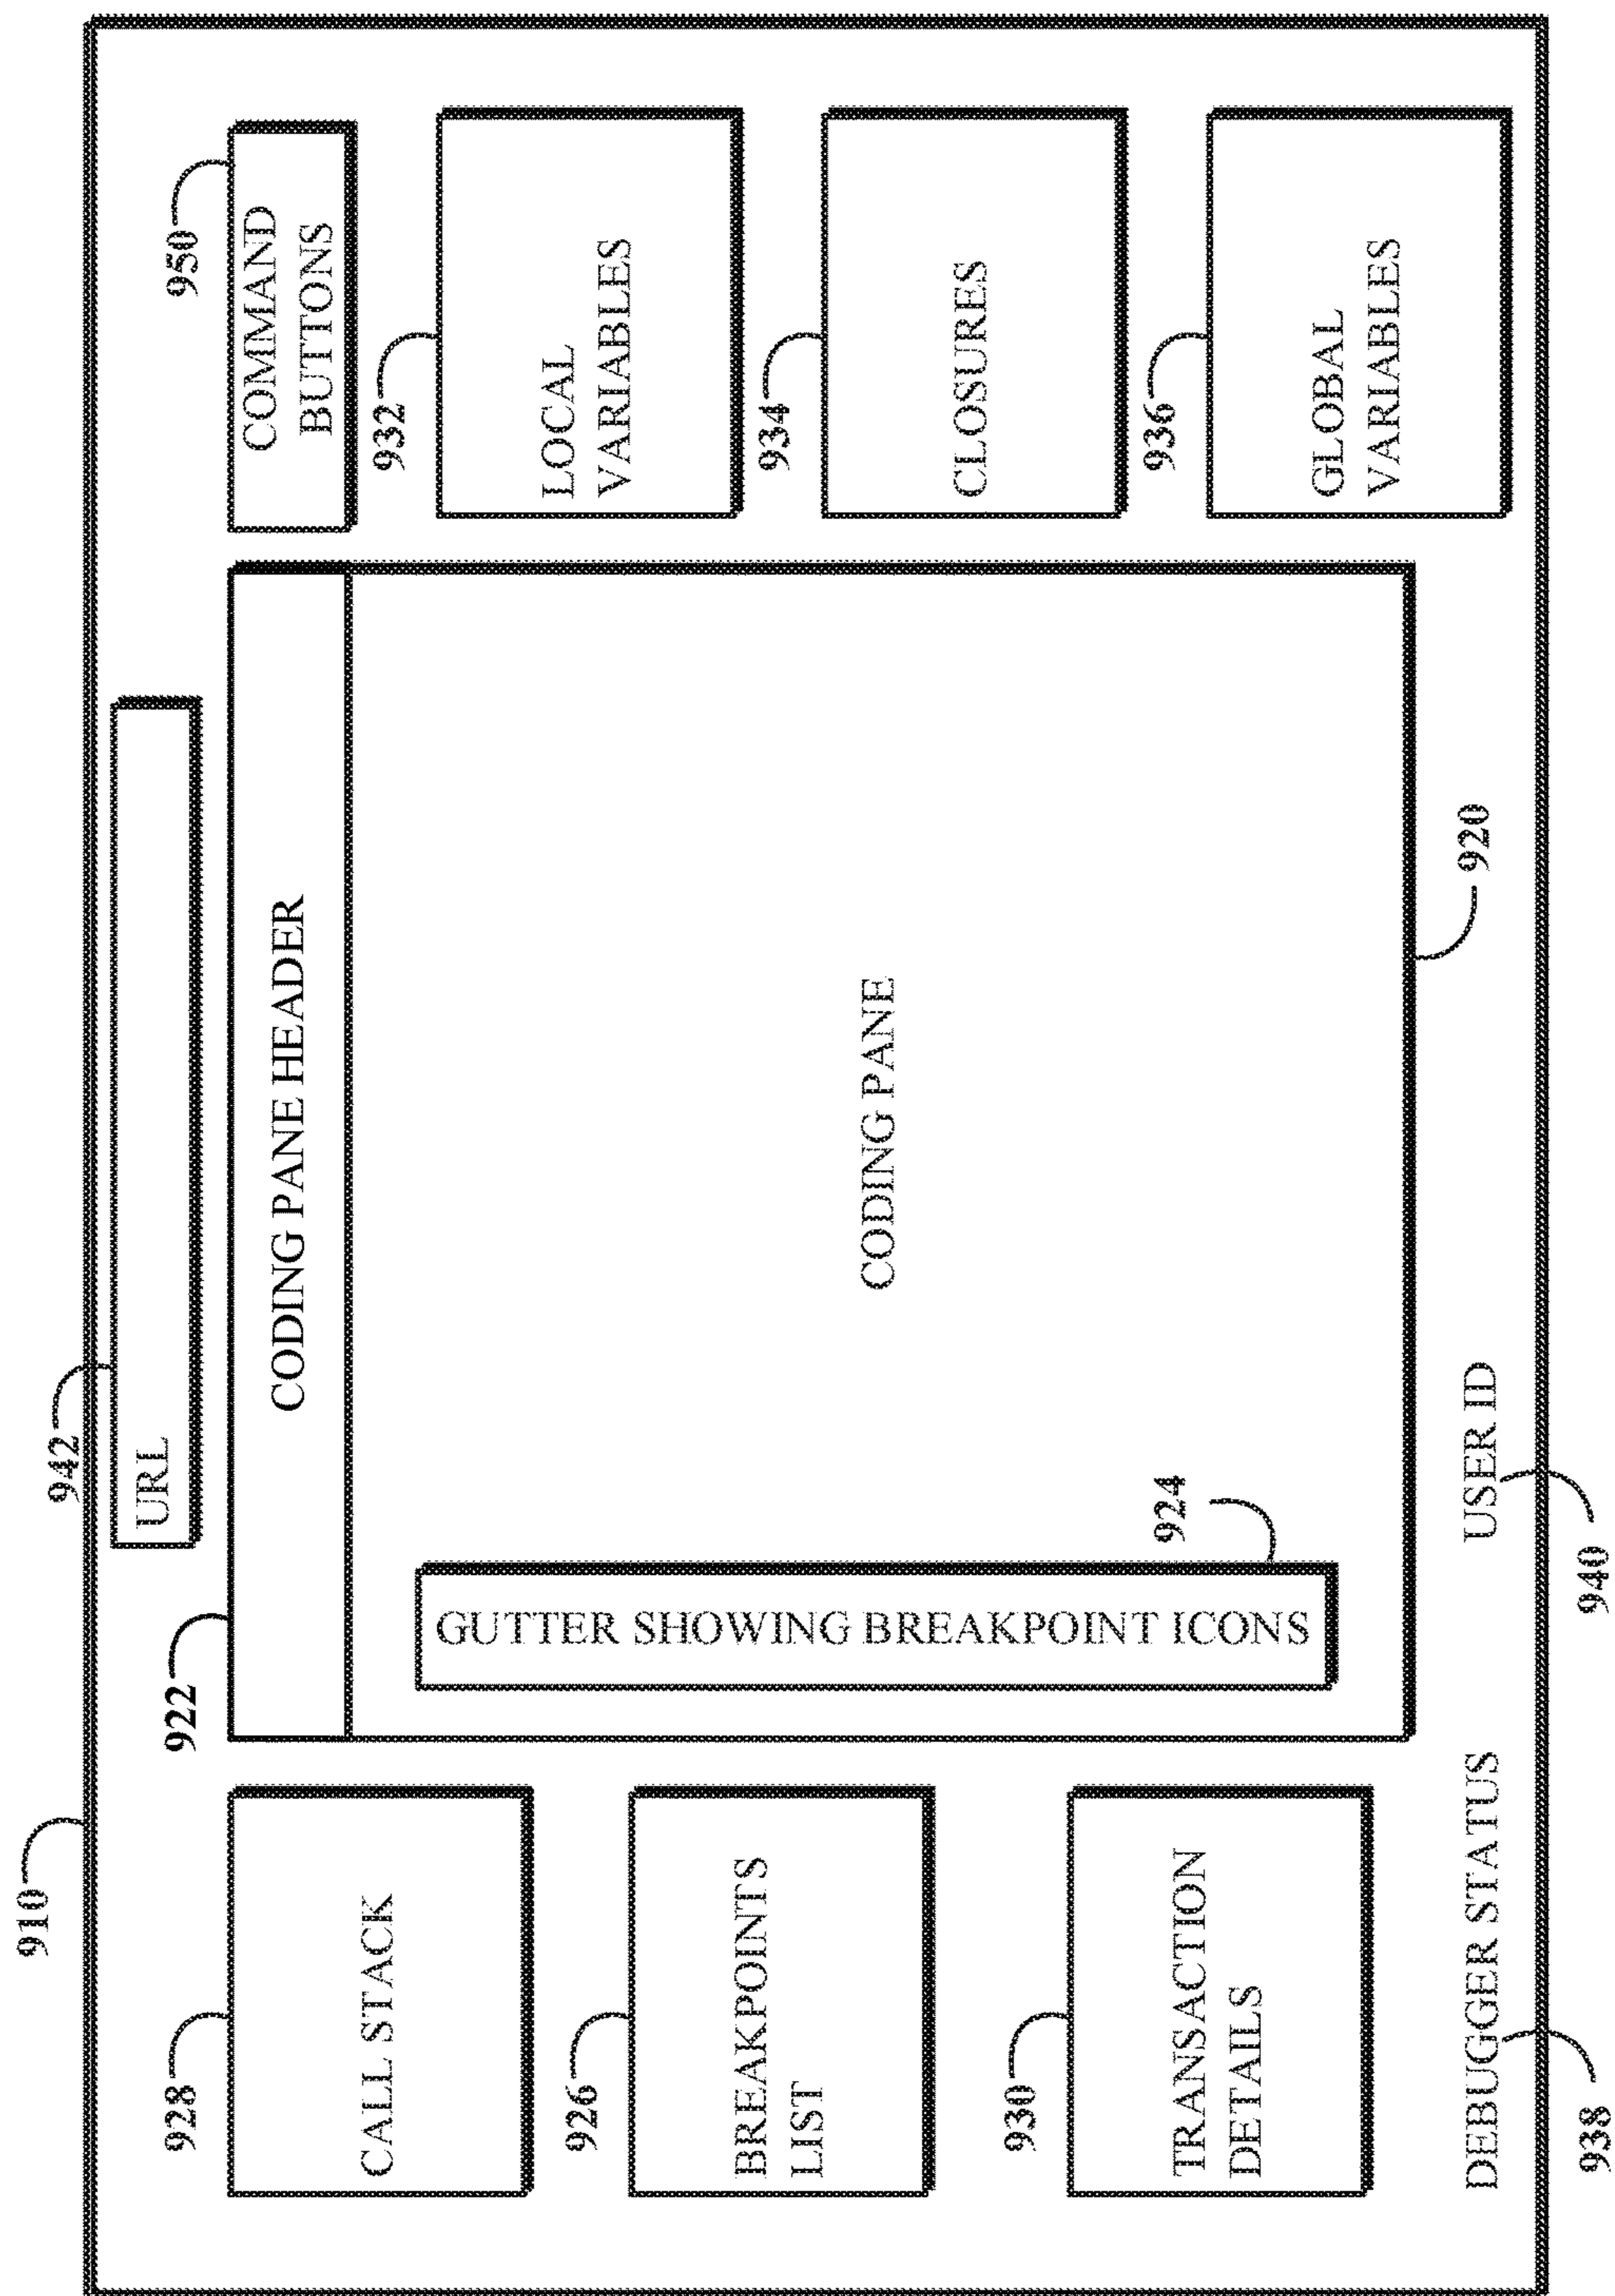 910
942
URL
928
CALL STACK
926
BREAKPOINTS
LIST
930
TRANSACTION
DETAILS
922
CODING PANE HEADER
GUTTER SHOWING BREAKPOINT ICONS
924
CODING PANE
920
950
COMMAND
BUTTONS
932
LOCAL
VARIABLES
934
CLOSURES
936
GLOBAL
VARIABLES
DEBUGGER STATUS
938
USER ID
940